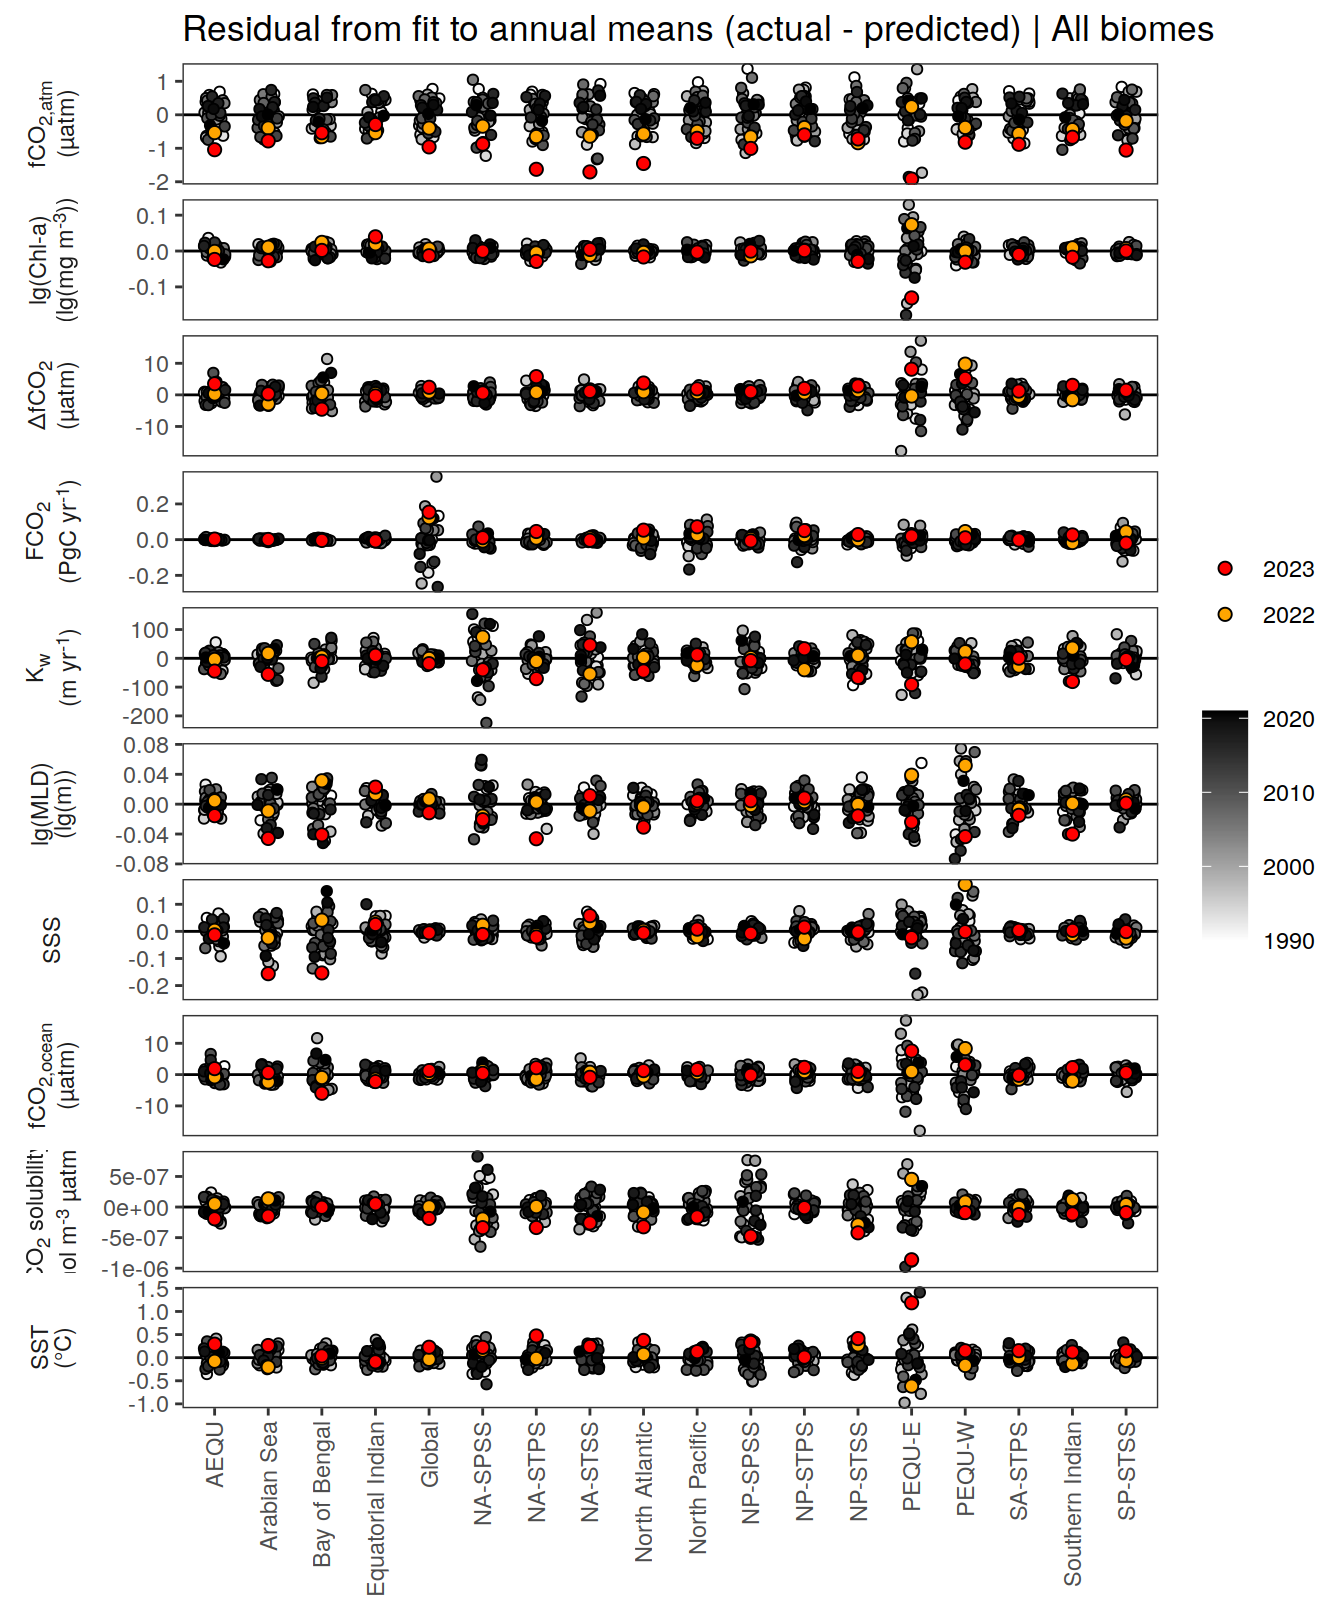 Residual from fit to annual means (actual - predicted) | All biomes
fCO2,atm
(µatm)
1
0
-1
-2
lg(Chl-a)
(lg(mg m-3))
0.1
0.0
-0.1
ΔfCO2
(µatm)
10
0
-10
FCO2
(PgC yr-1)
0.2
0.0
-0.2
Kw
(m yr-1)
100
0
-100
-200
lg(MLD)
(lg(m))
0.08
0.04
0.00
-0.04
-0.08
SSS
0.1
0.0
-0.1
-0.2
fCO2,ocean
(µatm)
10
0
-10
CO2 solubility
mol m-3 µatm
5e-07
0e+00
-5e-07
-1e-06
SST
(°C)
1.5
1.0
0.5
0.0
-0.5
-1.0
AEQU
Arabian Sea
Bay of Bengal
Equatorial Indian
Global
NA-SPSS
NA-STPS
NA-STSS
North Atlantic
North Pacific
NP-SPSS
NP-STPS
NP-STSS
PEQU-E
PEQU-W
SA-STPS
Southern Indian
SP-STSS
2023
2022
2020
2010
2000
1990